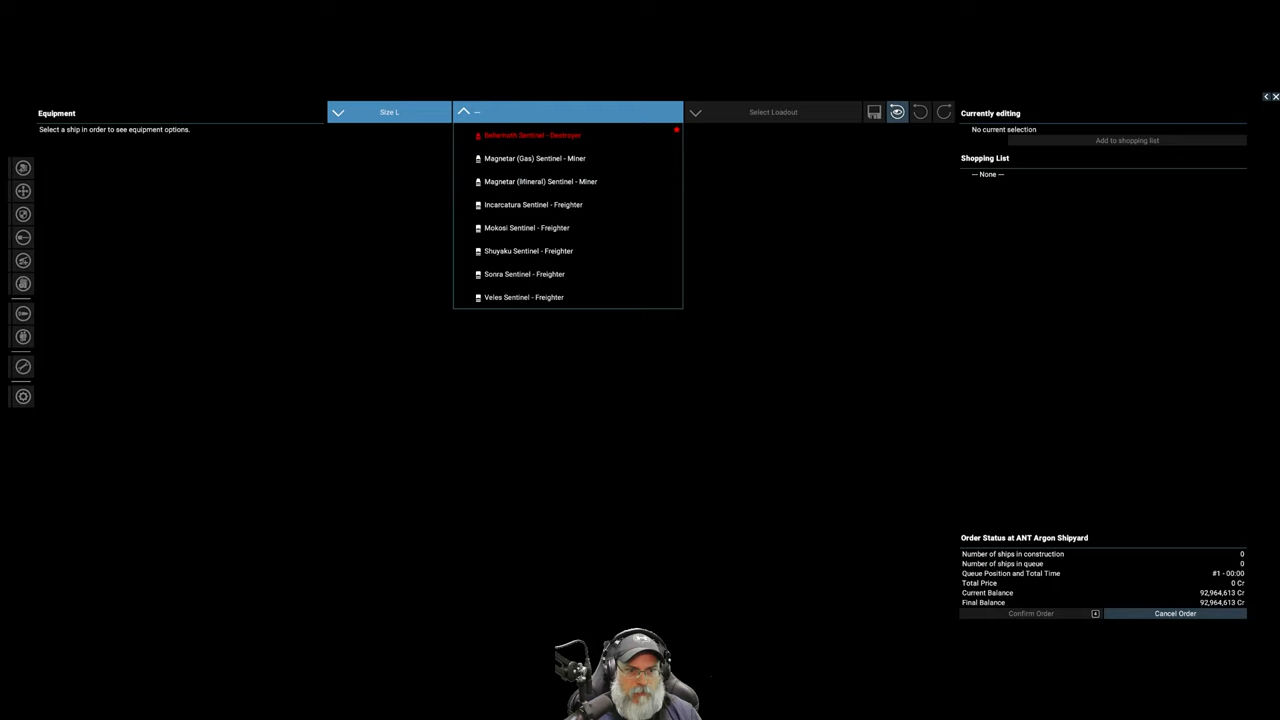 Equipment
Select a ship in order to see equipment options.
Size L
--
Select Loadout
Behemoth Sentinel - Destroyer
Magnetar (Gas) Sentinel - Miner
Magnetar (Mineral) Sentinel - Miner
Incarcatura Sentinel - Freighter
Mokosi Sentinel - Freighter
Shuyaku Sentinel - Freighter
Sonra Sentinel - Freighter
Veles Sentinel - Freighter
Currently editing
No current selection
Add to shopping list
Shopping List
--- None ---
Order Status at ANT Argon Shipyard
Number of ships in construction 0
Number of ships in queue 0
Queue Position and Total Time #1 - 00:00
Total Price 0 Cr
Current Balance 92,964,613 Cr
Final Balance 92,964,613 Cr
Confirm Order
Cancel Order